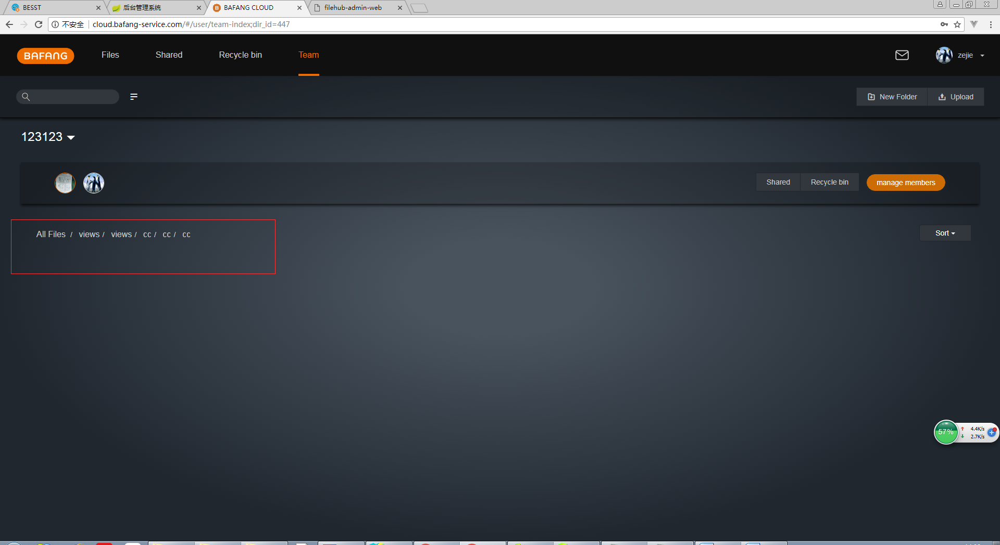 BESST
后台管理系统
BAFANG CLOUD
filehub-admin-web
不安全
cloud.bafang-service.com/#/user/team-index;dir_id=447
BAFANG
Files
Shared
Recycle bin
Team
zejie
New Folder
Upload
123123
Shared
Recycle bin
manage members
All Files / views / views / cc / cc / cc
Sort
57%
4.4K/s
2.7K/s